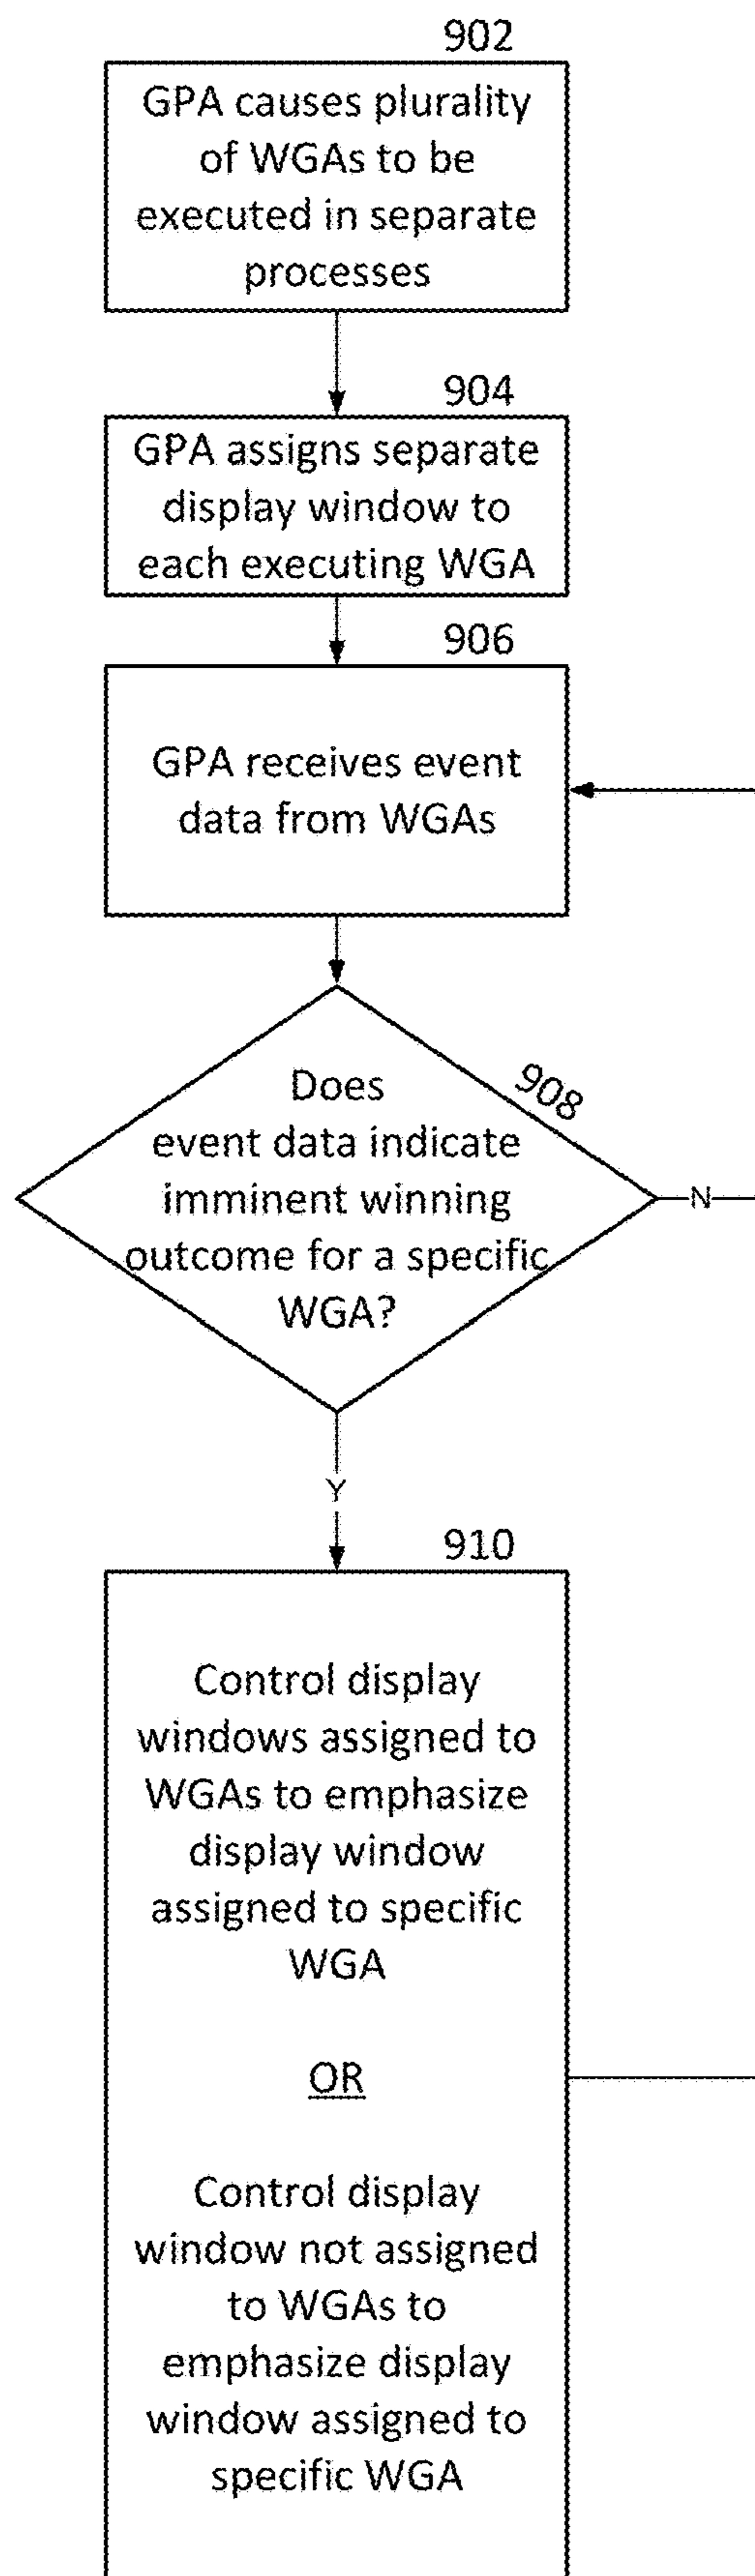 902
GPA causes plurality
of WGAs to be
executed in separate
processes
904
GPA assigns separate
display window to
each executing WGA
906
GPA receives event
data from WGAs
908
Does
event data indicate
imminent winning
outcome for a specific
WGA?
N
Y
910
Control display
windows assigned to
WGAs to emphasize
display window
assigned to specific
WGA
OR
Control display
window not assigned
to WGAs to
emphasize display
window assigned to
specific WGA